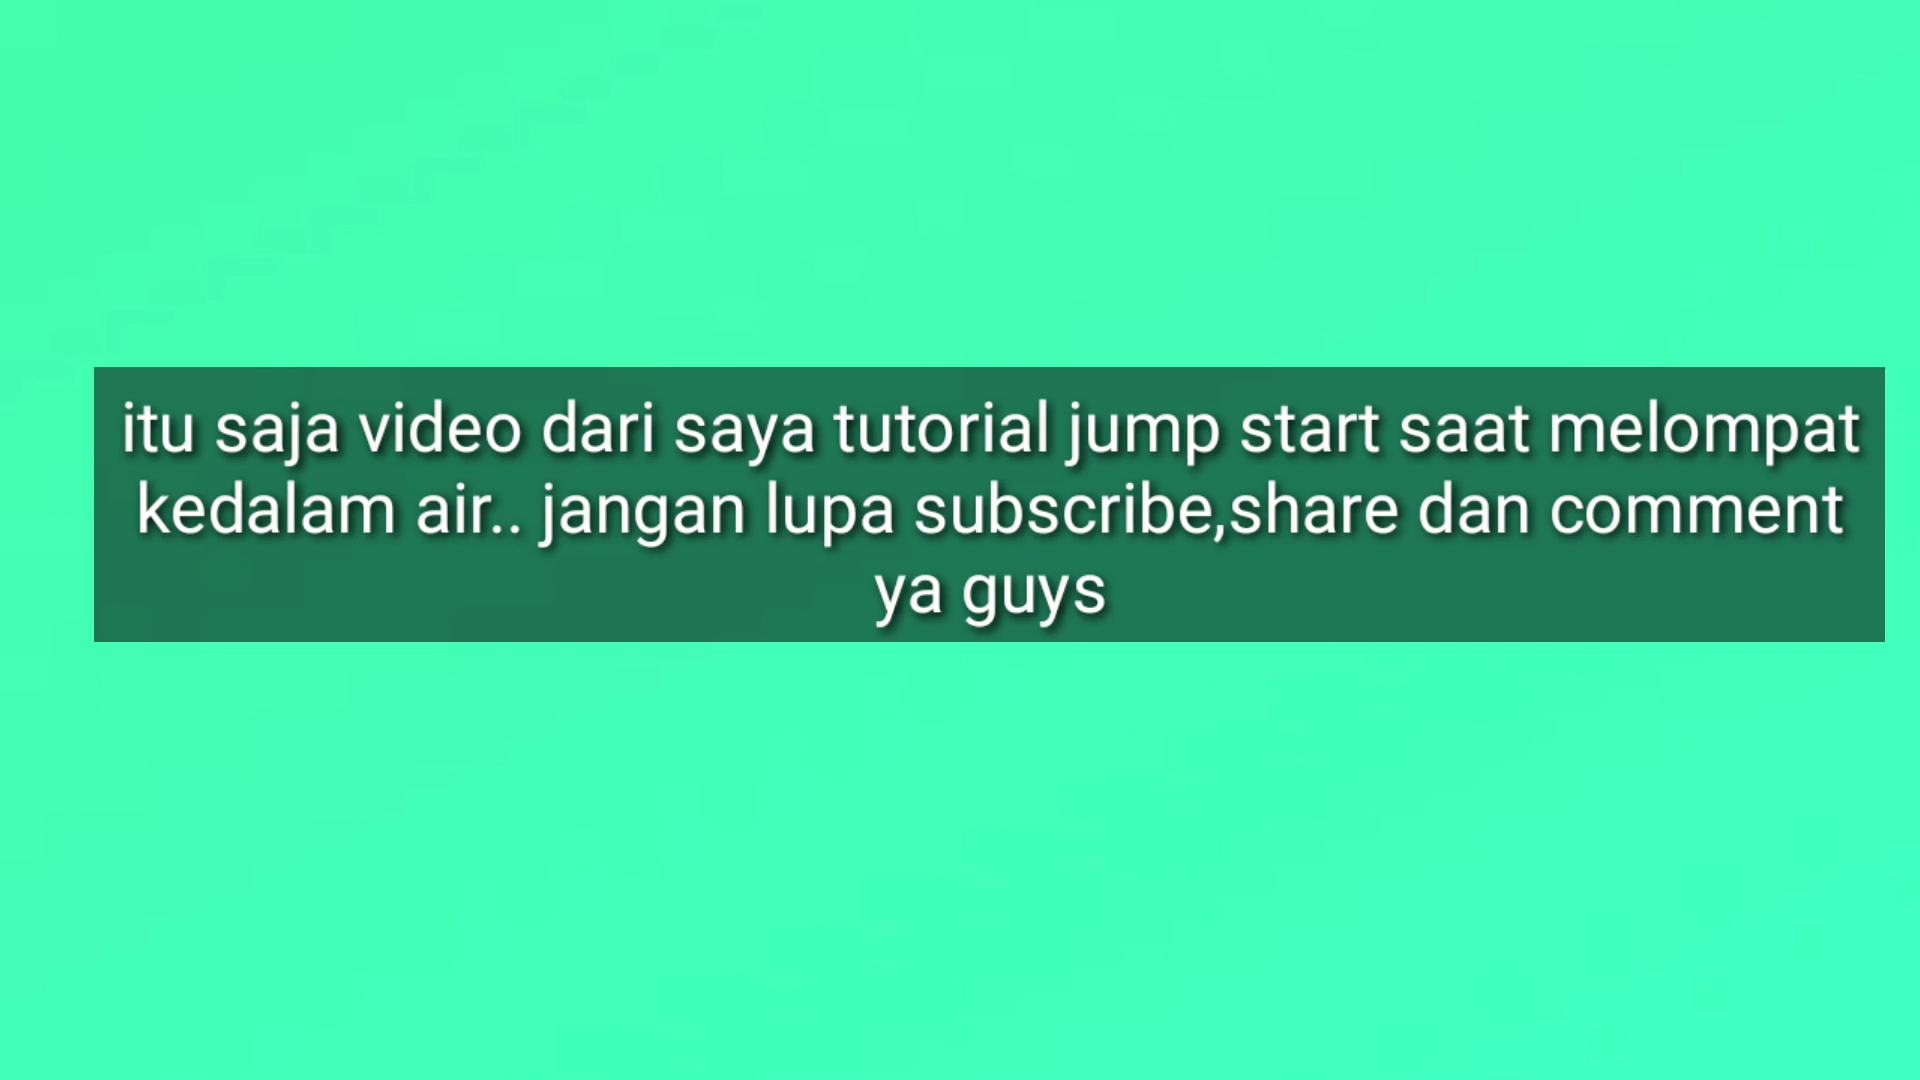 itu saja video dari saya tutorial jump start saat melompat
kedalam air.. jangan lupa subscribe,share dan comment
ya guys